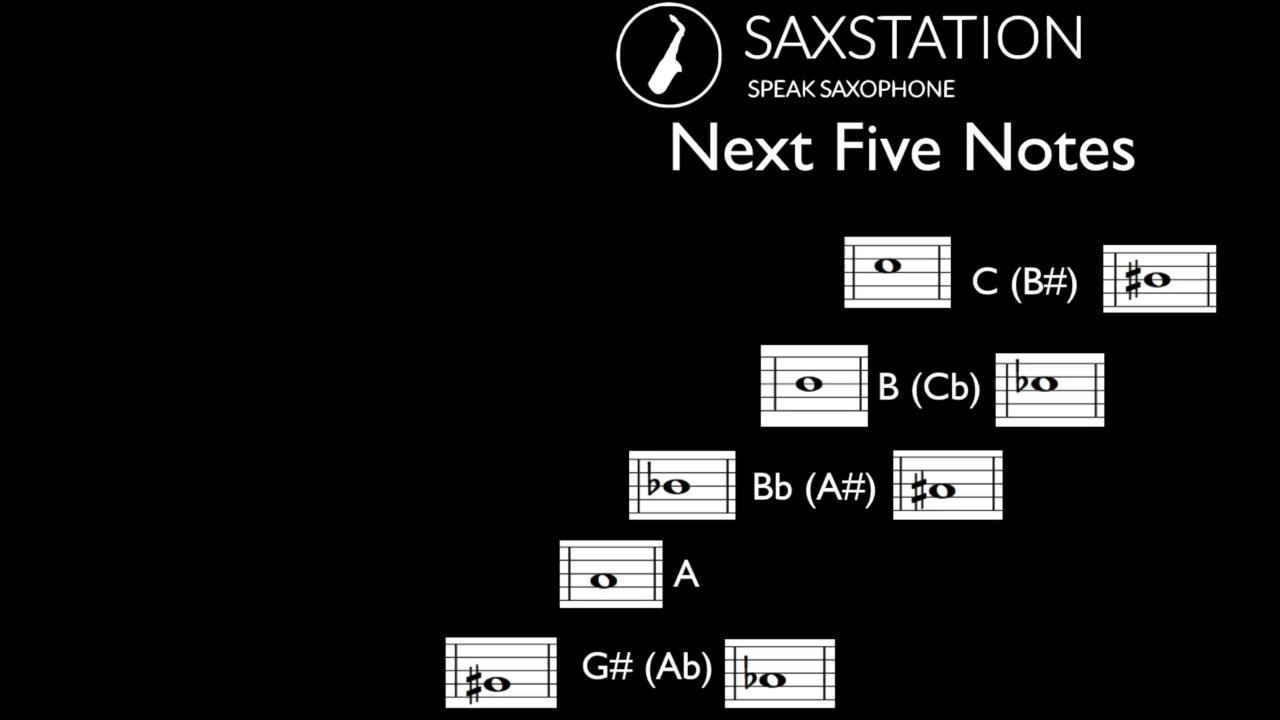 SAXSTATION
SPEAK SAXOPHONE
Next Five Notes
C (B#)
B (Cb)
Bb (A#)
A
G# (Ab)